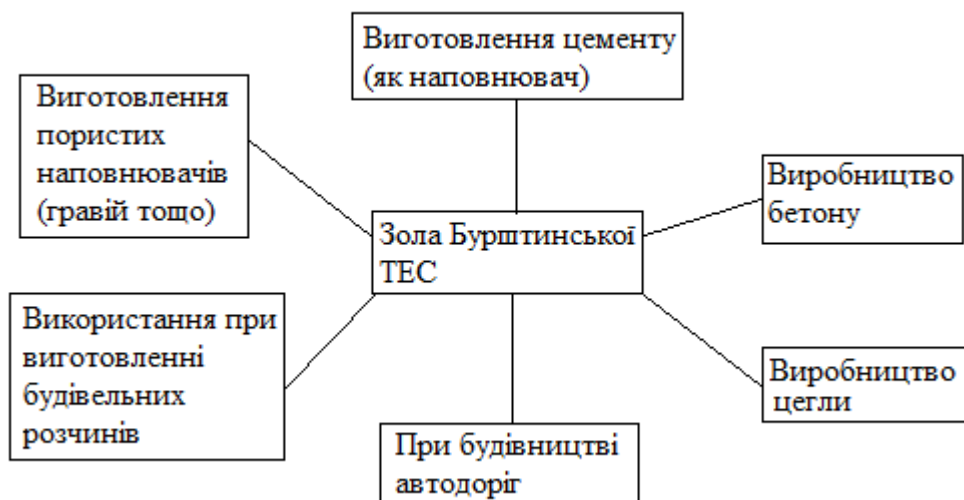 Виготовлення цементу
(як наповнювач)
Виготовлення
пористих
наповнювачів
(гравій тощо)
Виробництво
бетону
Зола Бурштинської
ТЕС
Використання при
виготовленні
будівельних
розчинів
Виробництво
цегли
При будівництві
автодоріг